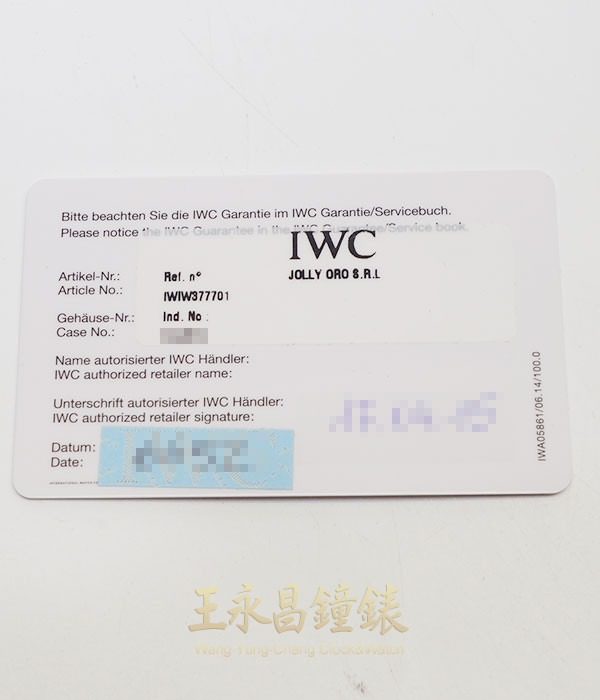 Bitte beachten Sie die IWC Garantie im IWC Garantie/Servicebuch.
Please notice the IWC Guarantee in the IWC Guarantee/Service book.
IWC
JOLLY ORO S.R.L
Artikel-Nr.: Ref. n°
Article No.: IWIW377701
Gehäuse-Nr.: Ind. No :
Case No.:
Name autorisierter IWC Händler:
IWC authorized retailer name:
Unterschrift autorisierter IWC Händler:
IWC authorized retailer signature:
Datum:
Date:
IWA05861/06.14/100.0
王永昌鐘錶
Wang Yung-Chang Clock&Watch